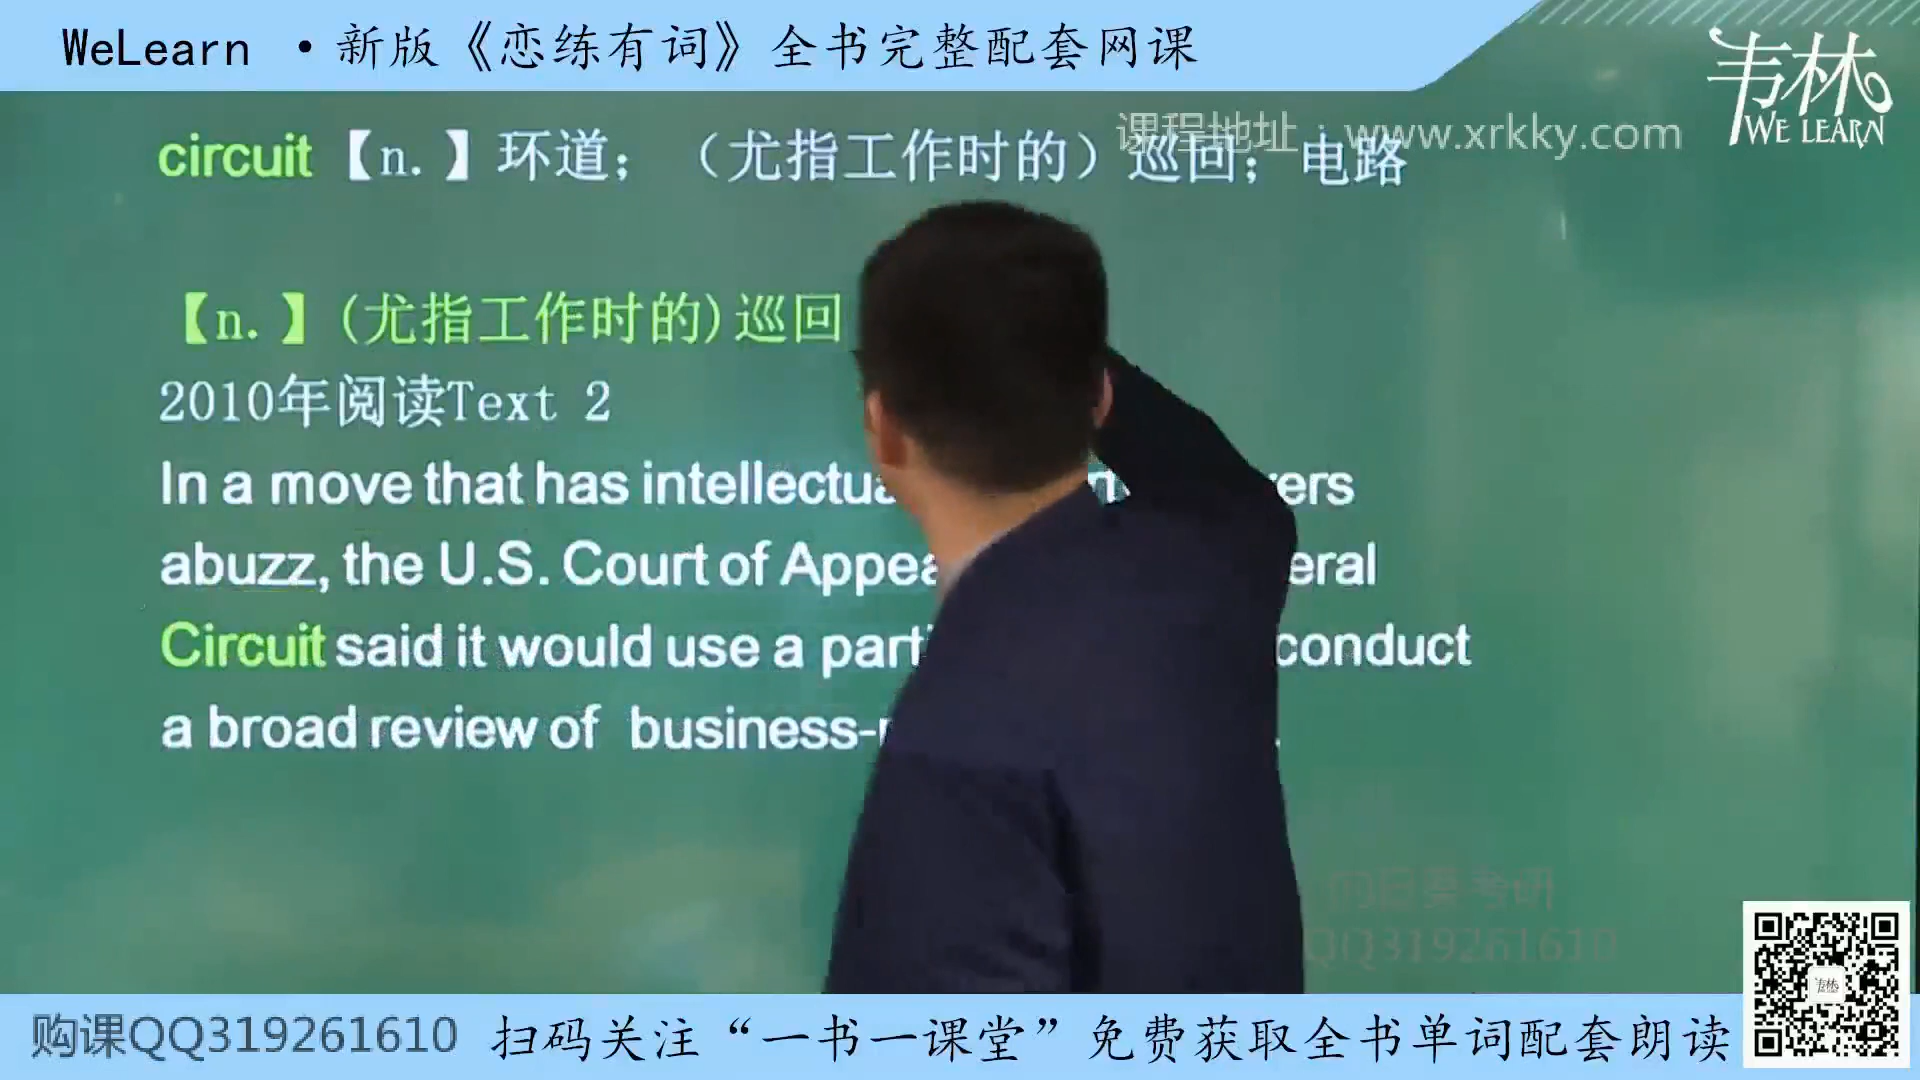 WeLearn ·新版《恋练有词》全书完整配套网课
韦林
WE LEARN
课程地址：www.xrkky.com
circuit【n.】环道；（尤指工作时的）巡回；电路
【n.】(尤指工作时的)巡回
2010年阅读Text 2
In a move that has ers
abuzz, the U.S. Court of eral
Circuit said it would use a conduct
a broad review of
QQ319261610
购课QQ319261610 扫码关注“一书一课堂”免费获取全书单词配套朗读